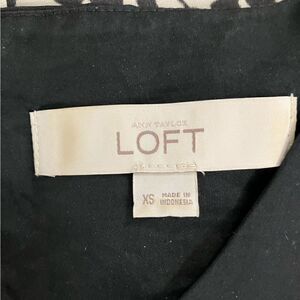 ANN TAYLOR
LOFT
XS MADE IN
INDONESIA